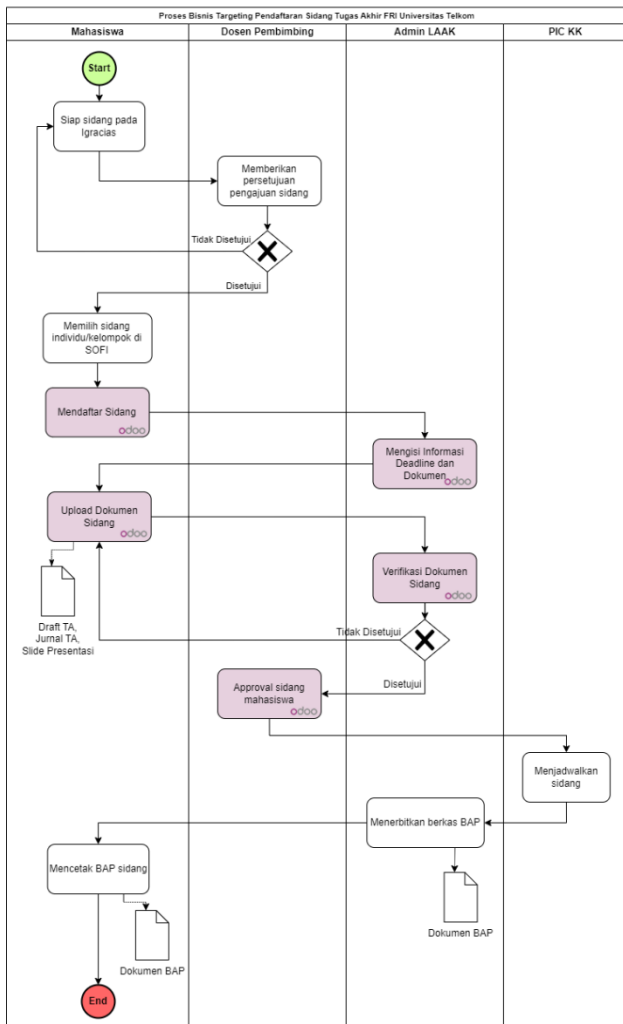 Proses Bisnis Targeting Pendaftaran Sidang Tugas Akhir FRI Universitas Telkom
Mahasiswa
Dosen Pembimbing
Admin LAAK
PIC KK
Start
Siap sidang pada
Igracias
Memberikan
persetujuan
pengajuan sidang
Tidak Disetujui
Disetujui
Memilih sidang
individu/kelompok di
SOFI
Mendaftar Sidang
odoo
Mengisi Informasi
Deadline dan
Dokumen
odoo
Upload Dokumen
Sidang
odoo
Verifikasi Dokumen
Sidang
odoo
Draft TA,
Jurnal TA,
Slide Presentasi
Tidak Disetujui
Disetujui
Approval sidang
mahasiswa
odoo
Menjadwalkan
sidang
Menerbitkan berkas BAP
Mencetak BAP sidang
Dokumen BAP
Dokumen BAP
End